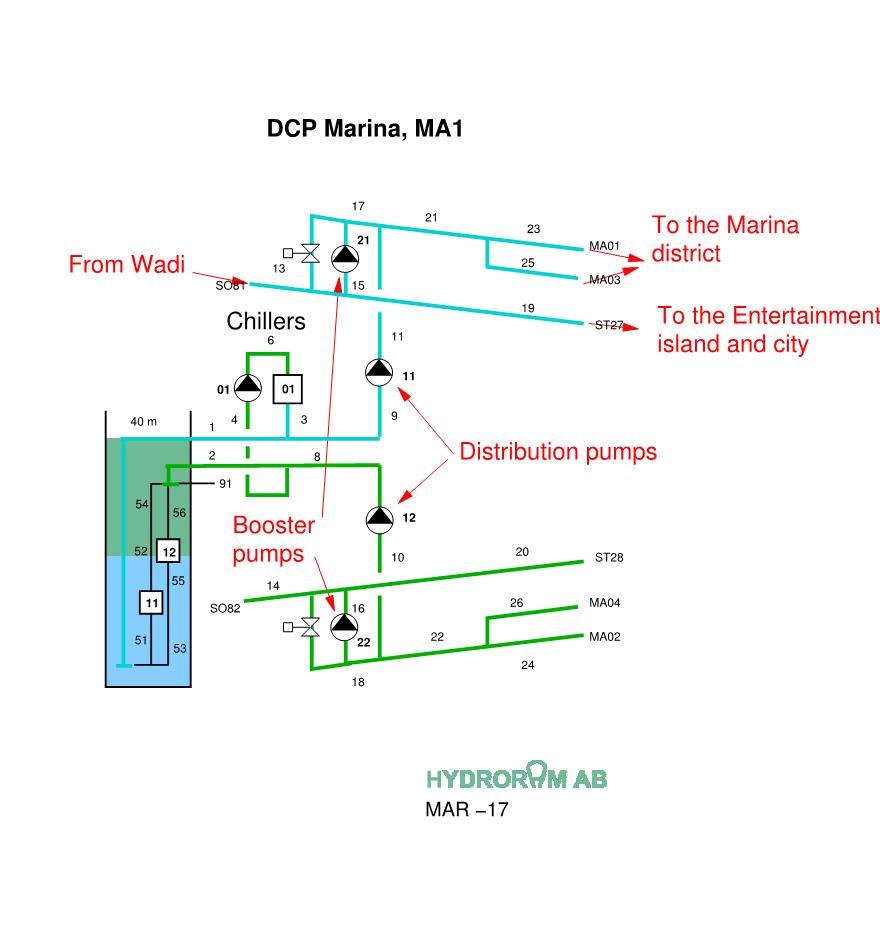 DCP Marina, MA1
17
21
23
MA01
To the Marina
district
21
25
MA03
From Wadi
13
SO81
15
19
ST27
To the Entertainment
island and city
Chillers
6
11
01
01
11
40 m
1
4
3
9
2
8
Distribution pumps
91
54
56
Booster
pumps
12
52
12
10
20
ST28
55
14
11
SO82
16
26
MA04
51
53
22
22
MA02
24
18
HYDRORAM AB
MAR −17